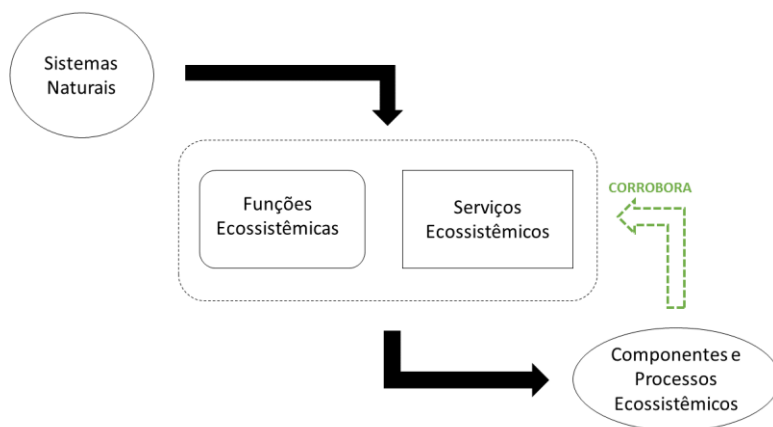 Sistemas
Naturais
Funções
Ecossistêmicas
Serviços
Ecossistêmicos
CORROBORA
Componentes e
Processos
Ecossistêmicos